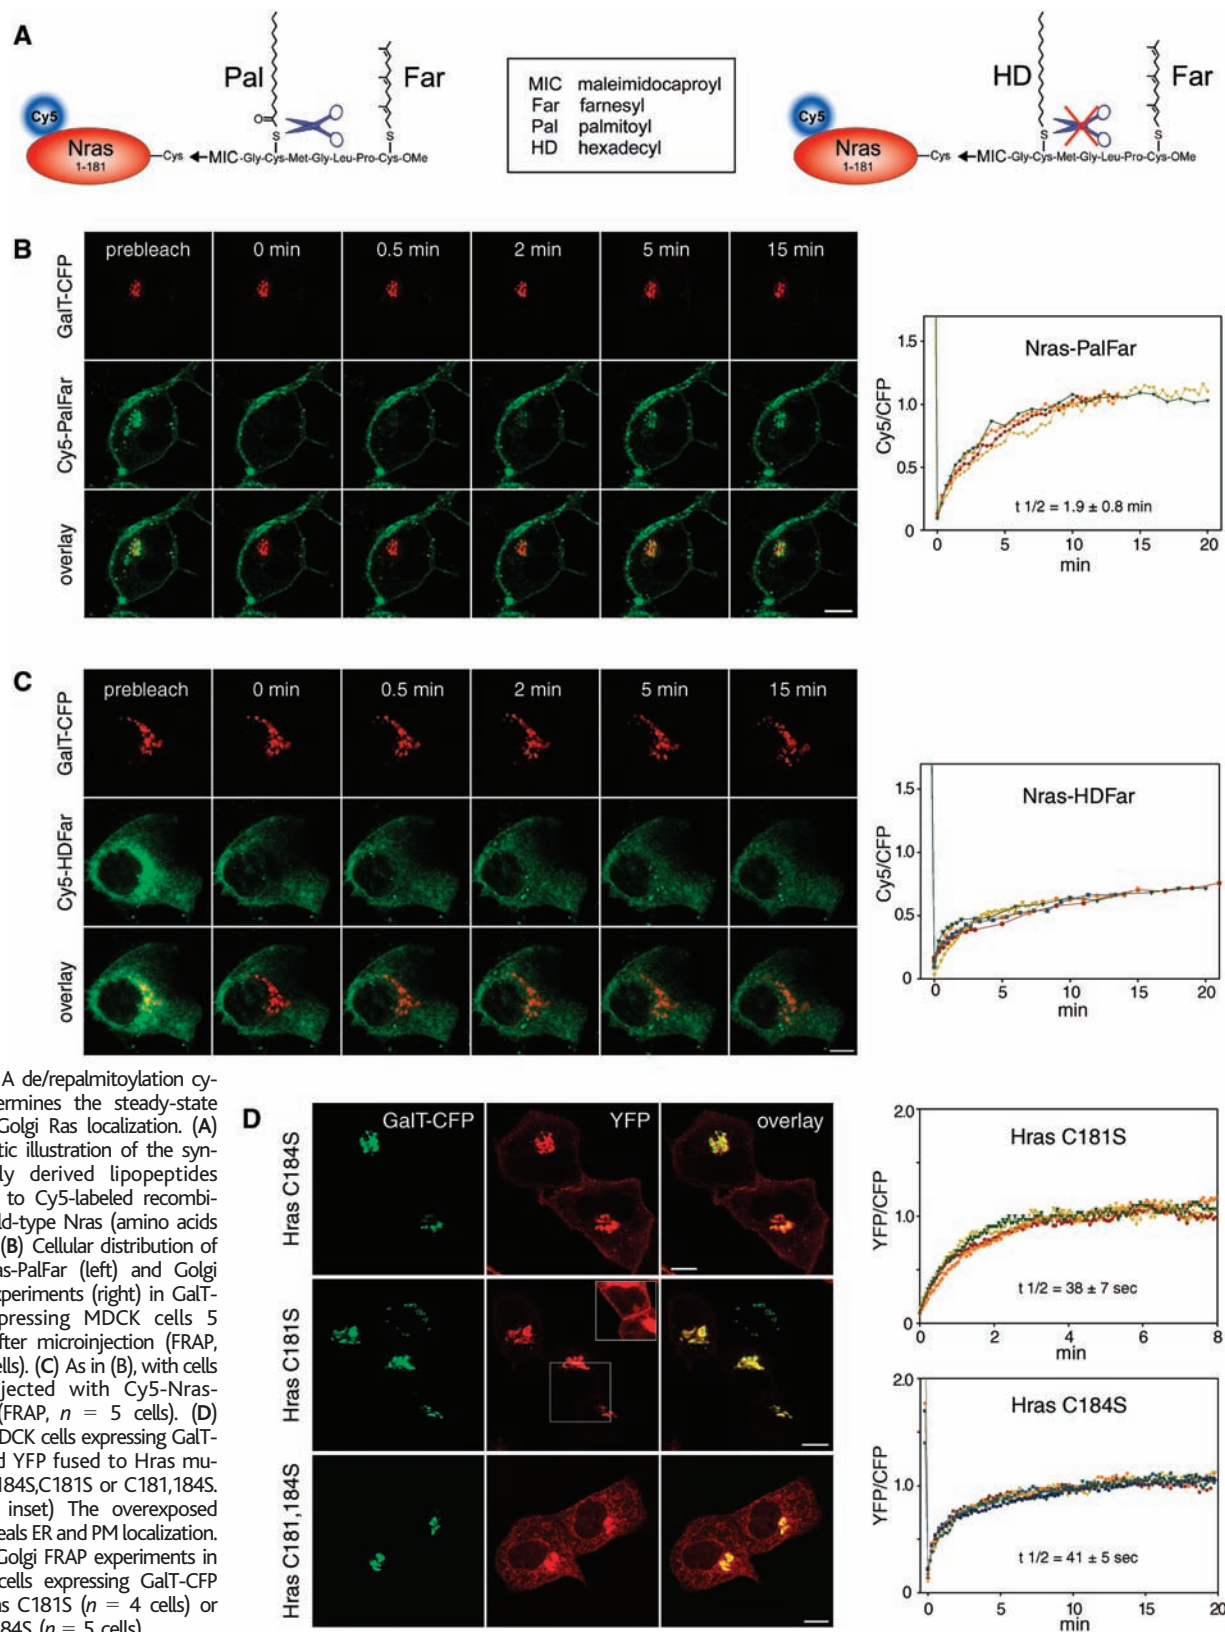 A
Pal
Far
O
S
S
Cy5
Nras
1-181
Cys
MIC-Gly-Cys-Met-Gly-Leu-Pro-Cys-OMe
MIC maleimidocaproyl
Far farnesyl
Pal palmitoyl
HD hexadecyl
HD
Far
S
S
Cy5
Nras
1-181
Cys
MIC-Gly-Cys-Met-Gly-Leu-Pro-Cys-OMe
B
prebleach 0 min 0.5 min 2 min 5 min 15 min
GalT-CFP
Cy5-PalFar
overlay
Nras-PalFar
Cy5/CFP
1.5
1.0
0.5
0
t 1/2 = 1.9 ± 0.8 min
0 5 10 15 20
min
C
prebleach 0 min 0.5 min 2 min 5 min 15 min
GalT-CFP
Cy5-HDFar
overlay
Nras-HDFar
Cy5/CFP
1.5
1.0
0.5
0
0 5 10 15 20
min
A de/repalmitoylation cy-
ermines the steady-state
Golgi Ras localization. (A)
tic illustration of the syn-
ly derived lipopeptides
to Cy5-labeled recombi-
ld-type Nras (amino acids
(B) Cellular distribution of
as-PalFar (left) and Golgi
xperiments (right) in GalT-
pressing MDCK cells 5
fter microinjection (FRAP,
ells). (C) As in (B), with cells
jected with Cy5-Nras-
(FRAP, n = 5 cells). (D)
DCK cells expressing GalT-
d YFP fused to Hras mu-
184S,C181S or C181,184S.
inset) The overexposed
eals ER and PM localization.
Golgi FRAP experiments in
cells expressing GalT-CFP
as C181S (n = 4 cells) or
184S (n = 5 cells)
D
GalT-CFP YFP overlay
Hras C184S
Hras C181S
Hras C181,184S
Hras C181S
YFP/CFP
2.0
1.0
0
t 1/2 = 38 ± 7 sec
0 2 4 6 8
min
Hras C184S
YFP/CFP
2.0
1.0
0
t 1/2 = 41 ± 5 sec
0 5 10 15 20
min